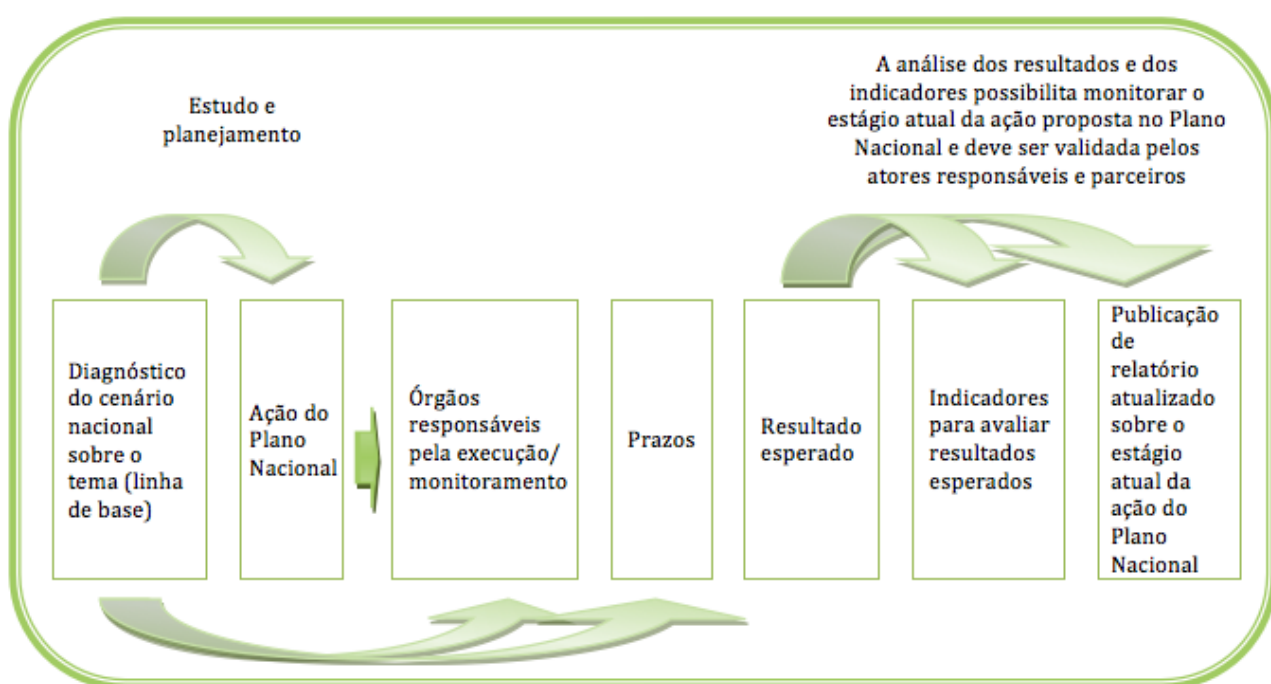 Estudo e
planejamento
A análise dos resultados e dos
indicadores possibilita monitorar o
estágio atual da ação proposta no Plano
Nacional e deve ser validada pelos
atores responsáveis e parceiros
Diagnóstico
do cenário
nacional
sobre o
tema (linha
de base)
Ação do
Plano
Nacional
Órgãos
responsáveis
pela execução/
monitoramento
Prazos
Resultado
esperado
Indicadores
para avaliar
resultados
esperados
Publicação
de
relatório
atualizado
sobre o
estágio
atual da
ação do
Plano
Nacional